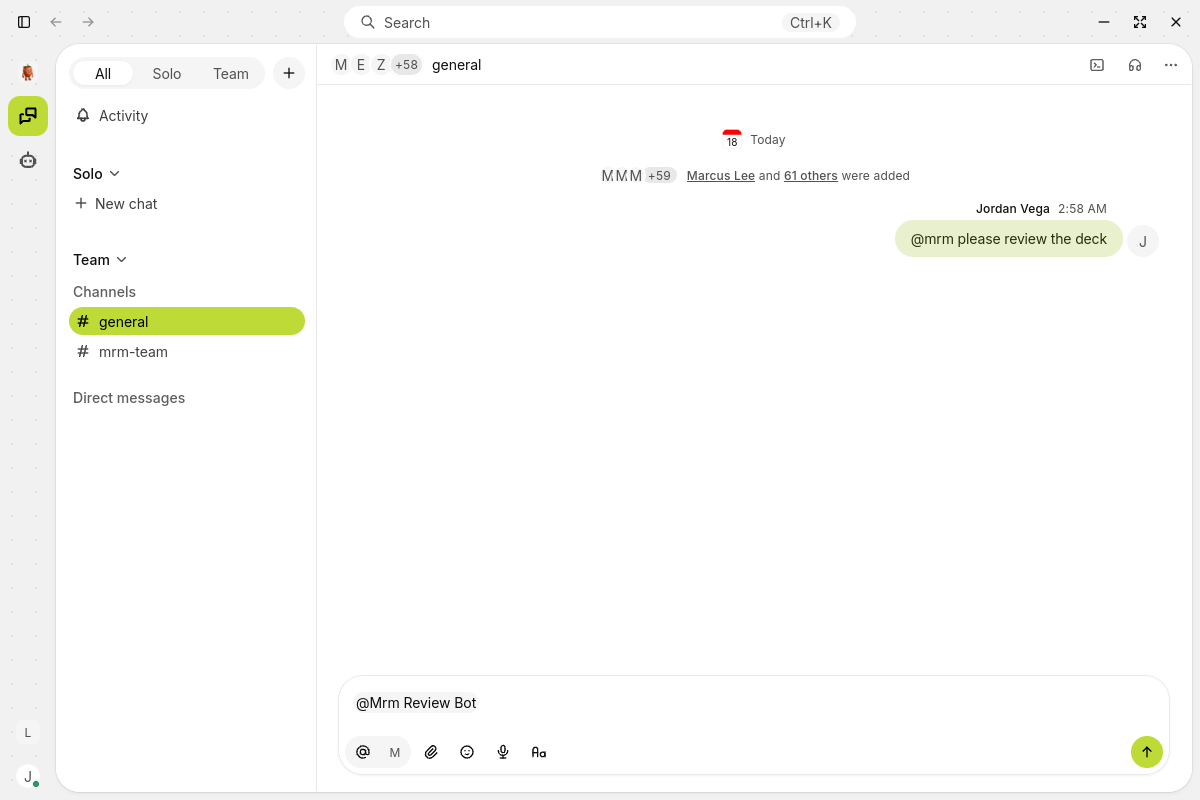 Search Ctrl+K
All Solo Team
M E Z +58 general
Activity
18 Today
Solo
M M M +59 Marcus Lee and 61 others were added
New chat
Jordan Vega 2:58 AM
@mrm please review the deck
J
Team
Channels
# general
# mrm-team
Direct messages
@Mrm Review Bot
L
@ M Aa
J